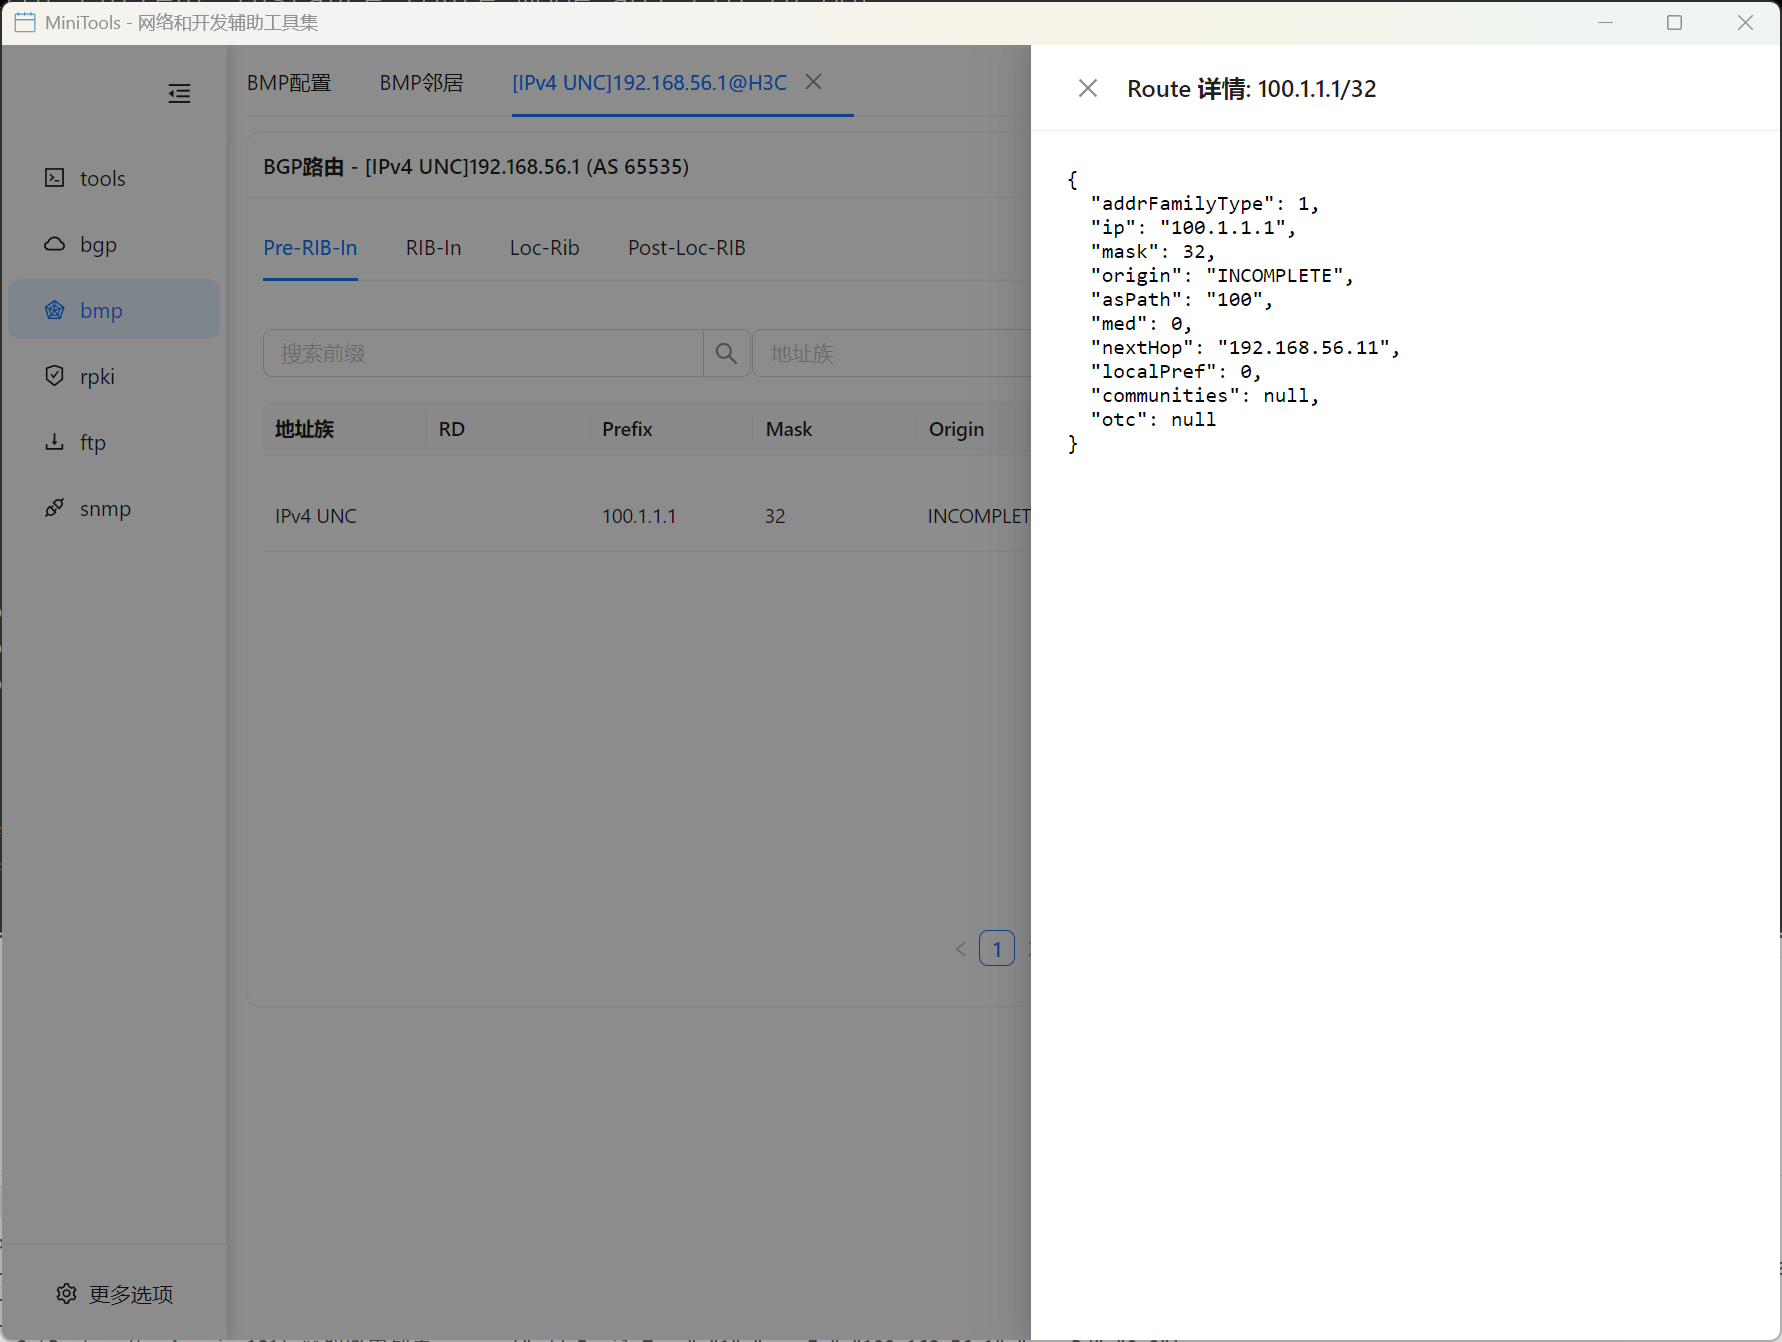 MiniTools - 网络和开发辅助工具集
tools
bgp
bmp
rpki
ftp
snmp
更多选项
BMP配置
BMP邻居
[IPv4 UNC]192.168.56.1@H3C
BGP路由 - [IPv4 UNC]192.168.56.1 (AS 65535)
Pre-RIB-In
RIB-In
Loc-Rib
Post-Loc-RIB
搜索前缀
地址族
地址族 RD Prefix Mask Origin
IPv4 UNC 100.1.1.1 32 INCOMPLET
1
Route 详情: 100.1.1.1/32
{
"addrFamilyType": 1,
"ip": "100.1.1.1",
"mask": 32,
"origin": "INCOMPLETE",
"asPath": "100",
"med": 0,
"nextHop": "192.168.56.11",
"localPref": 0,
"communities": null,
"otc": null
}